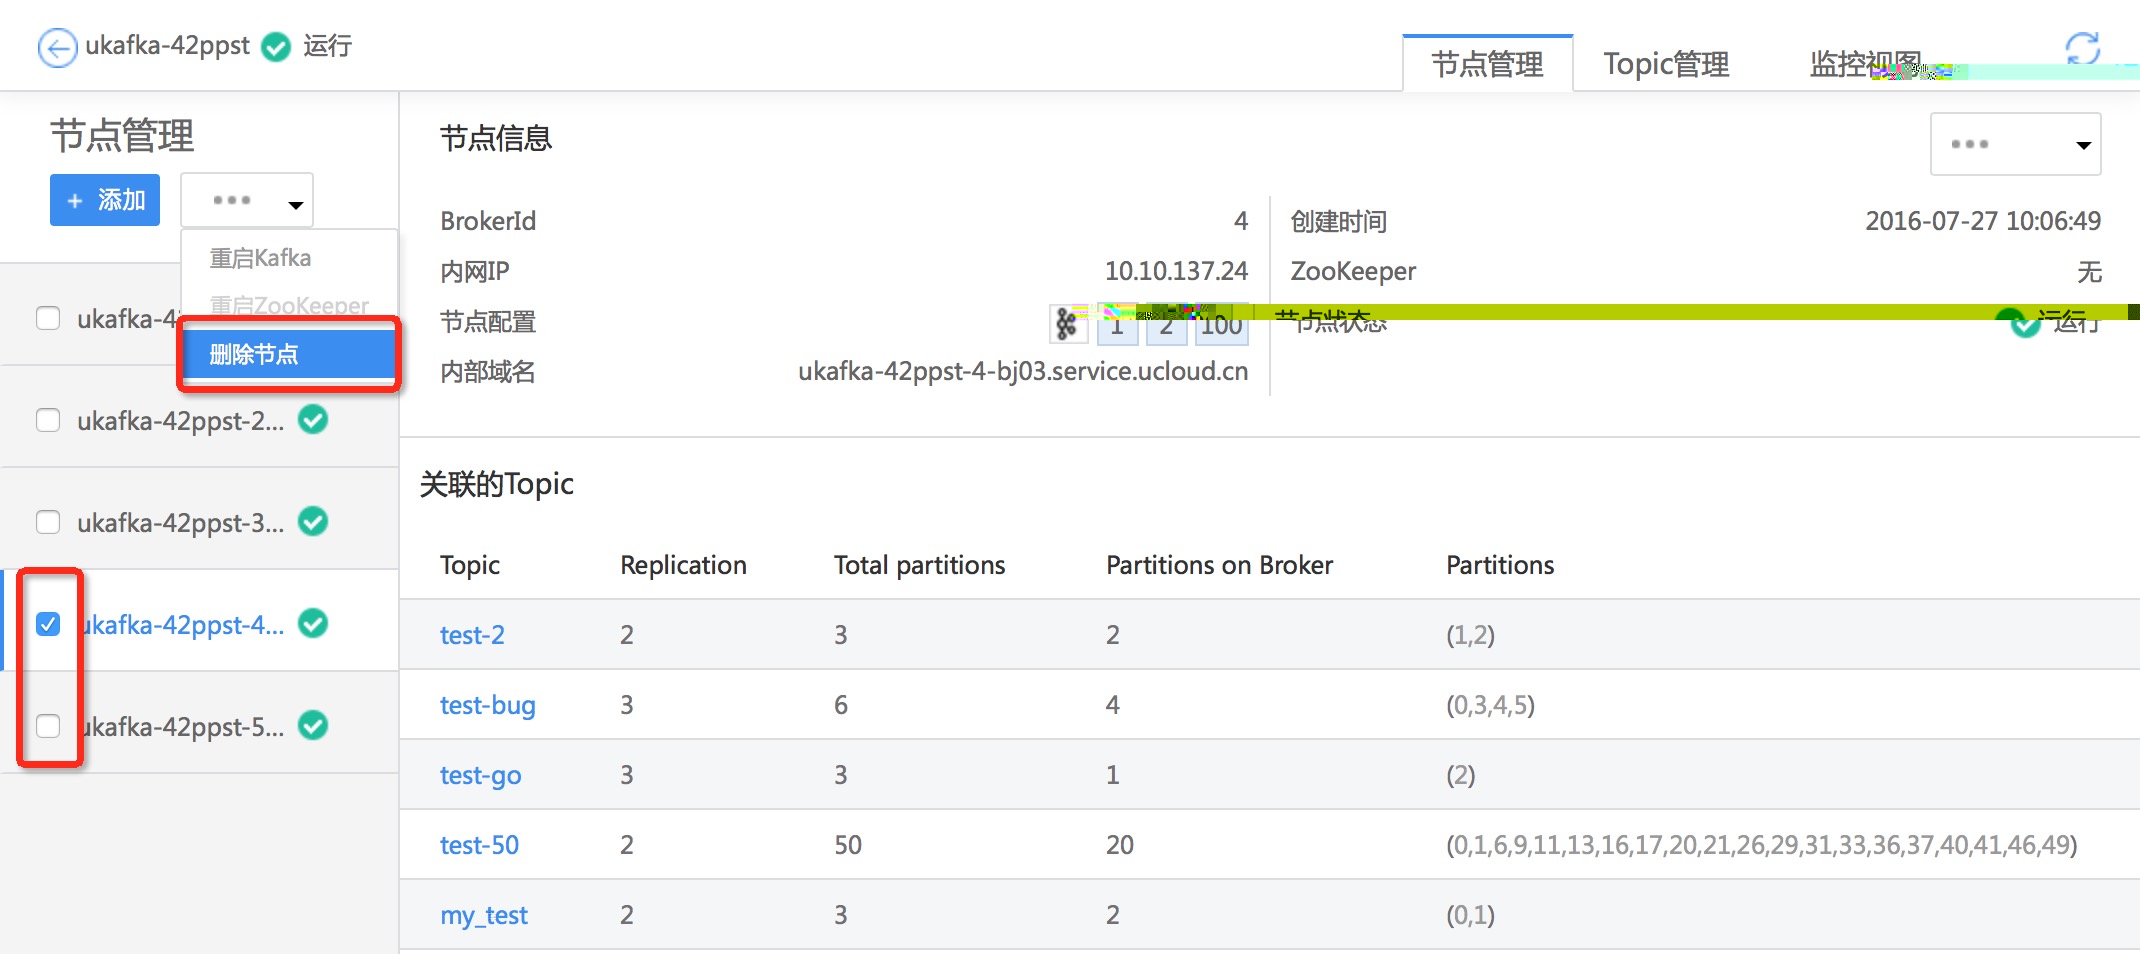 ukafka-42ppst 运行
节点管理 Topic管理 监控视图
节点管理
+ 添加
重启Kafka
重启ZooKeeper
删除节点
ukafka-4
ukafka-42ppst-2...
ukafka-42ppst-3...
ukafka-42ppst-4...
ukafka-42ppst-5...
节点信息
BrokerId 4
内网IP 10.10.137.24
节点配置 1 2 100
内部域名 ukafka-42ppst-4-bj03.service.ucloud.cn
创建时间 2016-07-27 10:06:49
ZooKeeper 无
节点状态 运行
关联的Topic
Topic Replication Total partitions Partitions on Broker Partitions
test-2 2 3 2 (1,2)
test-bug 3 6 4 (0,3,4,5)
test-go 3 3 1 (2)
test-50 2 50 20 (0,1,6,9,11,13,16,17,20,21,26,29,31,33,36,37,40,41,46,49)
my_test 2 3 2 (0,1)